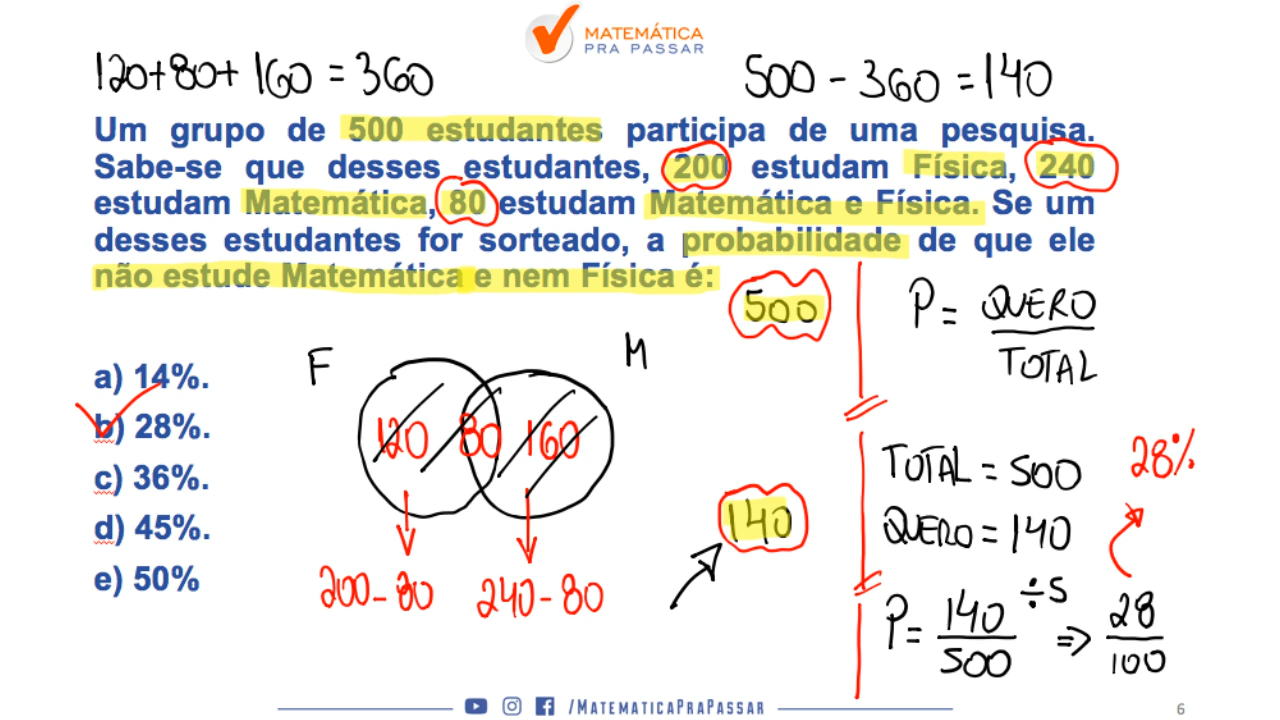 MATEMÁTICA
PRA PASSAR
120+80+160=360
500-360=140
Um grupo de 500 estudantes participa de uma pesquisa.
Sabe-se que desses estudantes, 200 estudam Física, 240
estudam Matemática, 80 estudam Matemática e Física. Se um
desses estudantes for sorteado, a probabilidade de que ele
não estude Matemática e nem Física é:
500
a) 14%.
b) 28%.
c) 36%.
d) 45%.
e) 50%
F
M
120 80 160
200-80
240-80
140
P = QUERO
TOTAL
TOTAL = 500
QUERO = 140
28%
P = 140 ÷5 ⇒ 28
500 100
/MATEMATICAPRAPASSAR
6